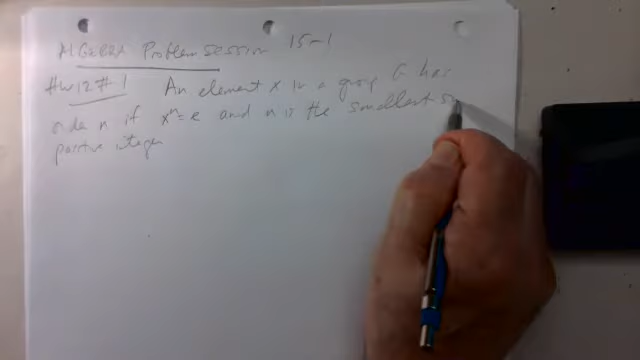 ALGEBRA Problem Session 15-1
HW12#1 An element x in a group G has
order n if xⁿ=e and n is the smallest su
positive integer